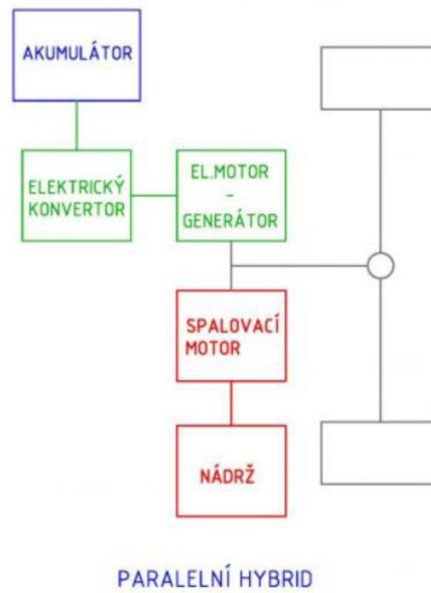 AKUMULÁTOR
ELEKTRICKÝ
KONVERTOR
EL.MOTOR
-
GENERÁTOR
SPALOVACÍ
MOTOR
NÁDRŽ
PARALELNÍ HYBRID